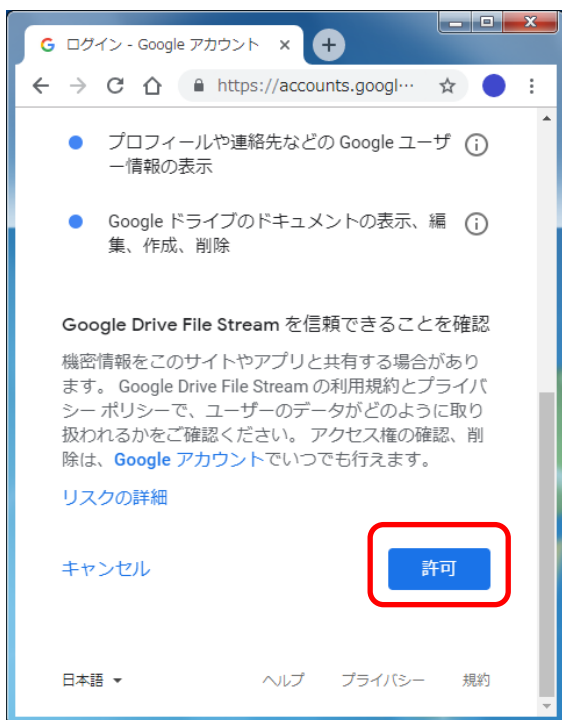 ログイン - Google アカウント
https://accounts.googl…
プロフィールや連絡先などの Google ユーザ
ー情報の表示
Google ドライブのドキュメントの表示、編
集、作成、削除
Google Drive File Stream を信頼できることを確認
機密情報をこのサイトやアプリと共有する場合があり
ます。 Google Drive File Stream の利用規約とプライバ
シー ポリシーで、ユーザーのデータがどのように取り
扱われるかをご確認ください。 アクセス権の確認、削
除は、Google アカウントでいつでも行えます。
リスクの詳細
キャンセル 許可
日本語 ヘルプ プライバシー 規約